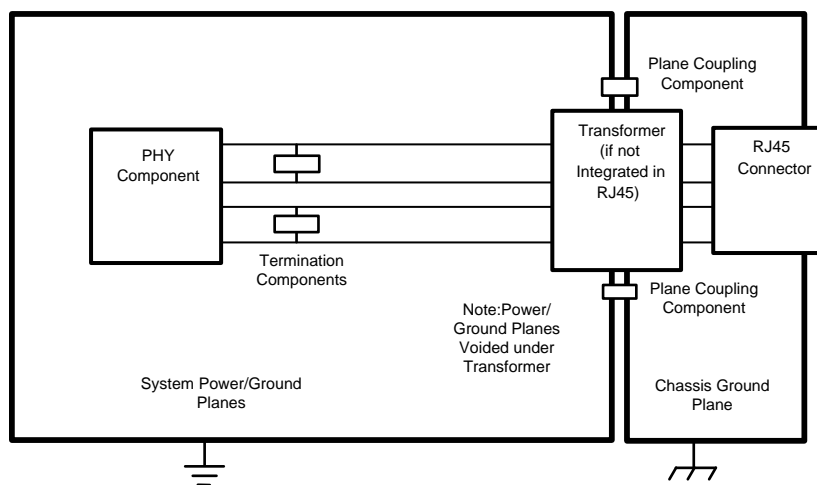 Plane Coupling
Component
PHY
Component
Transformer
(if not
Integrated in
RJ45)
RJ45
Connector
Termination
Components
Plane Coupling
Component
Note:Power/
Ground Planes
Voided under
Transformer
System Power/Ground
Planes
Chassis Ground
Plane